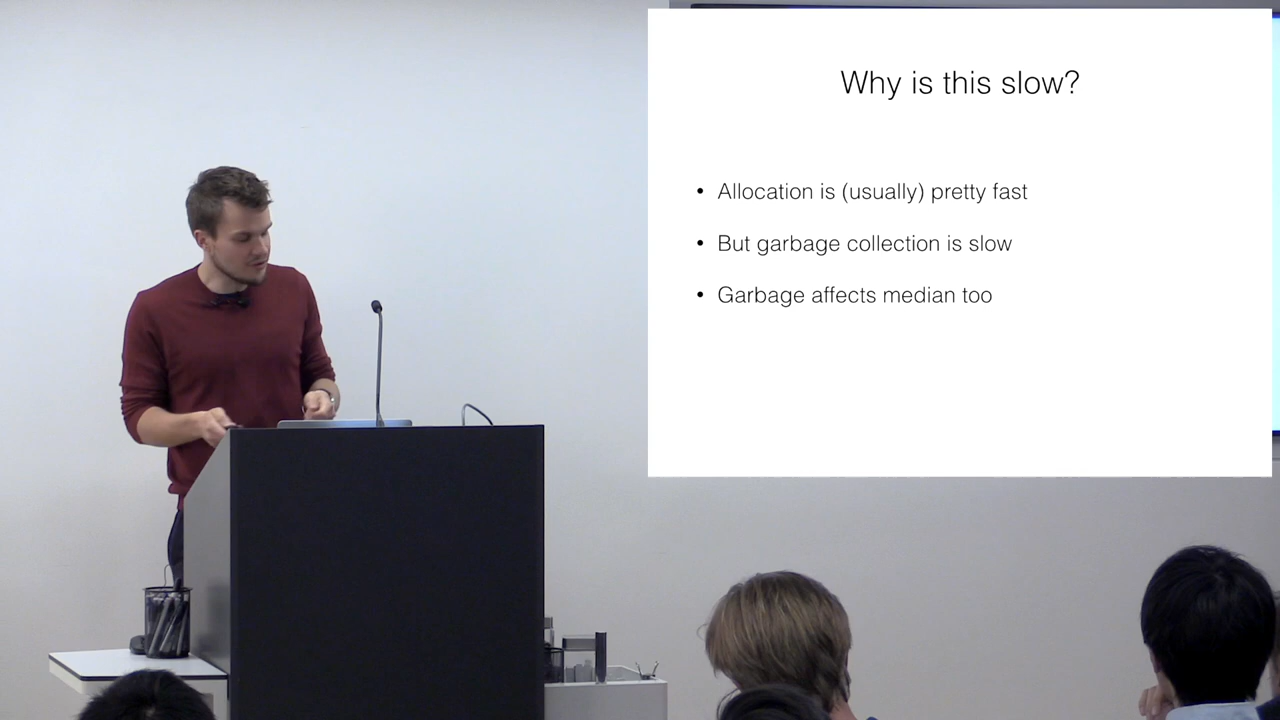 Why is this slow?
• Allocation is (usually) pretty fast
• But garbage collection is slow
• Garbage affects median too